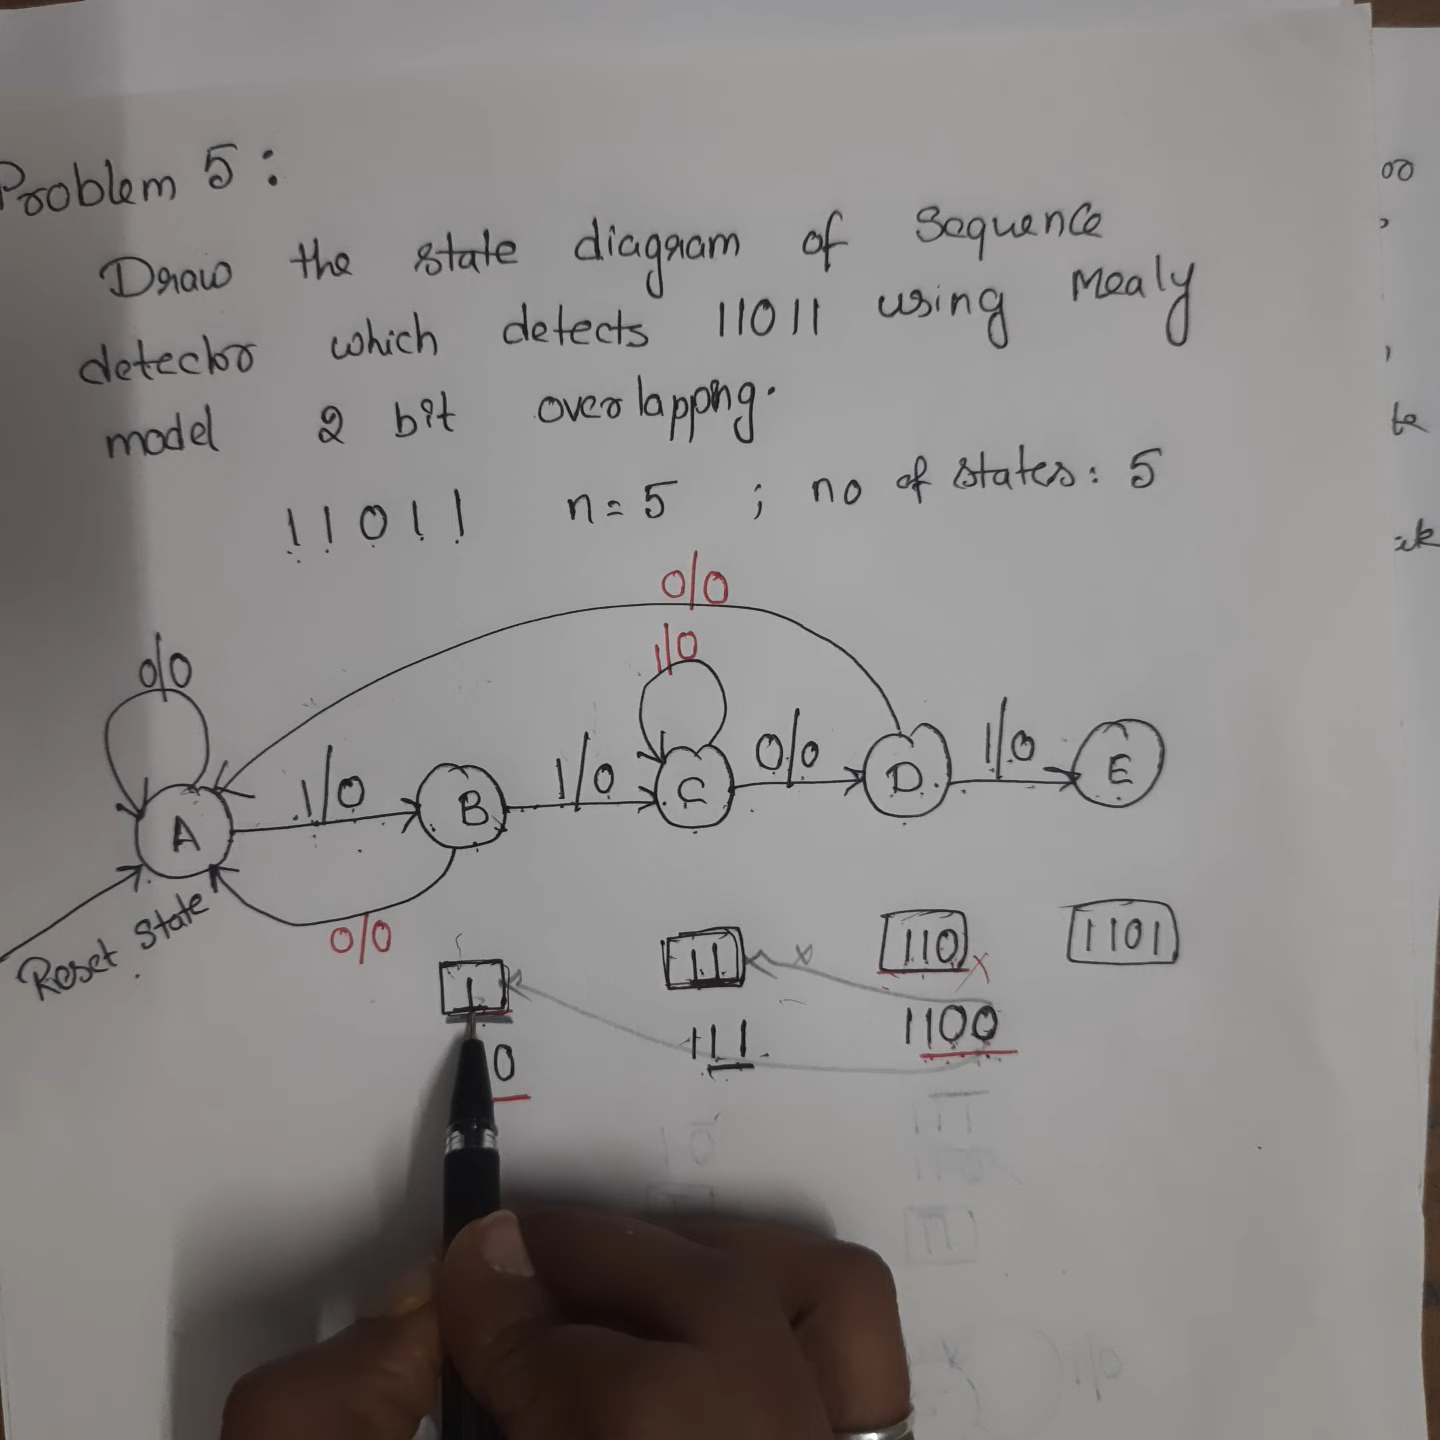 Problem 5 :
Draw the state diagram of sequence
detector which detects 11011 using Mealy
model 2 bit overlapping.
11011 n = 5 ; no of states : 5
0/0
1/0
0/0
1/0
1/0
0/0
1/0
A
B
C
D
E
Reset State
0/0
1
11
110
1101
0
111
1100